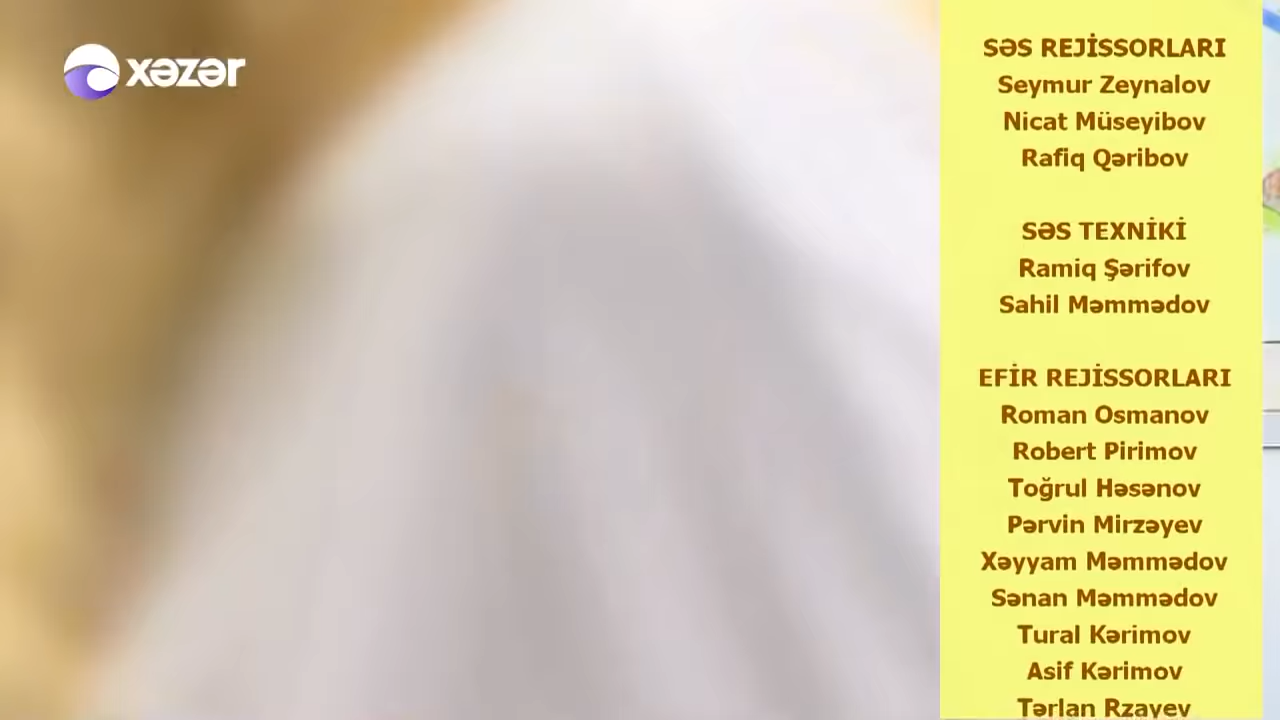 xəzər
SƏS REJİSSORLARI
Seymur Zeynalov
Nicat Müseyibov
Rafiq Qəribov
SƏS TEXNİKİ
Ramiq Şərifov
Sahil Məmmədov
EFİR REJİSSORLARI
Roman Osmanov
Robert Pirimov
Toğrul Həsənov
Pərvin Mirzəyev
Xəyyam Məmmədov
Sənan Məmmədov
Tural Kərimov
Asif Kərimov
Tərlan Rzayev